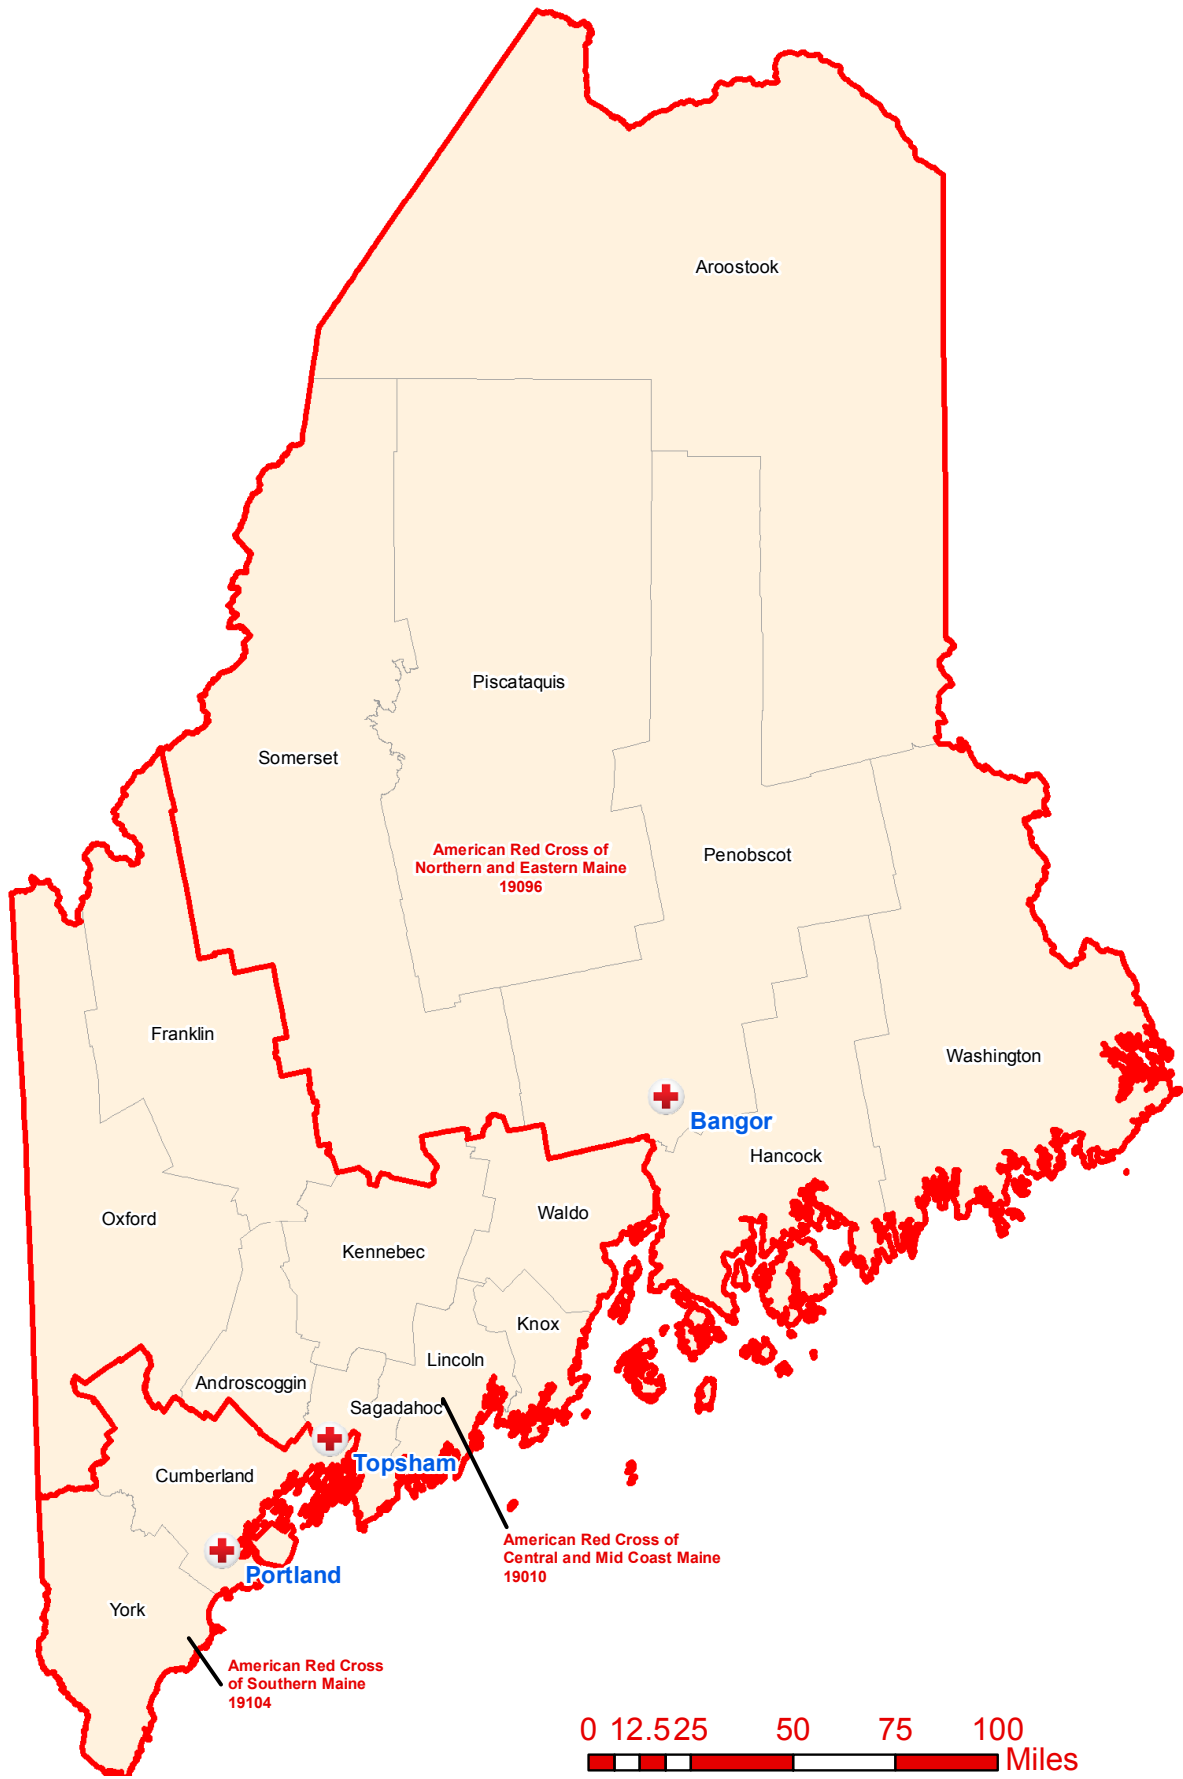 Aroostook
Piscataquis
Somerset
American Red Cross of
Northern and Eastern Maine
19096
Penobscot
Franklin
Washington
Bangor
Hancock
Oxford
Waldo
Kennebec
Knox
Lincoln
Androscoggin
Sagadahoc
Topsham
Cumberland
American Red Cross of
Central and Mid Coast Maine
19010
Portland
York
American Red Cross
of Southern Maine
19104
0 12.5 25 50 75 100
Miles